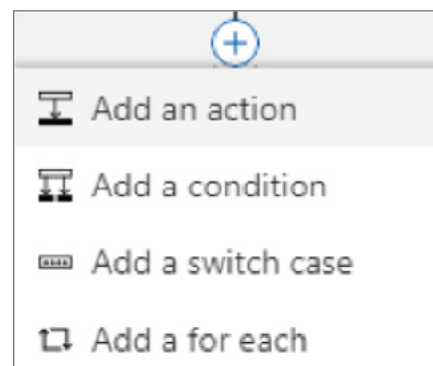 Add an action
Add a condition
Add a switch case
Add a for each